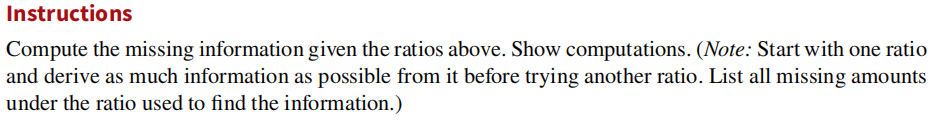 Instructions
Compute the missing information given the ratios above. Show computations. (Note: Start with one ratio
and derive as much information as possible from it before trying another ratio. List all missing amounts
under the ratio used to find the information.)